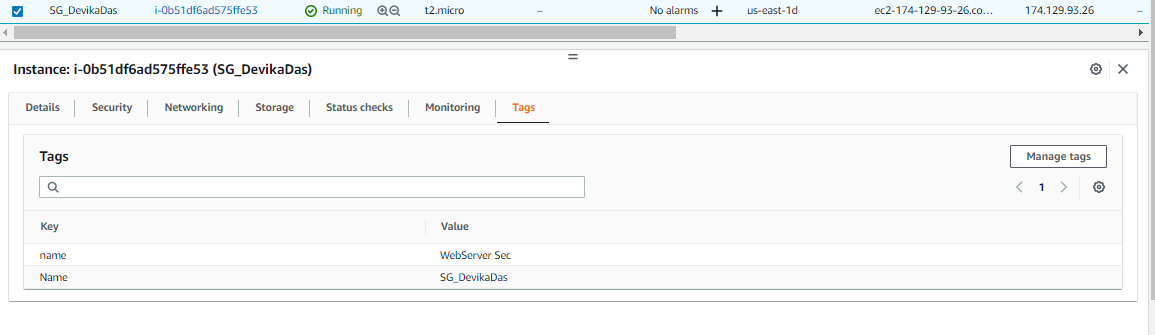 SG_DevikaDas i-0b51df6ad575ffe53 Running t2.micro – No alarms + us-east-1d ec2-174-129-93-26.co... 174.129.93.26 –
Instance: i-0b51df6ad575ffe53 (SG_DevikaDas)
Details Security Networking Storage Status checks Monitoring Tags
Tags Manage tags
1
Key Value
name WebServer Sec
Name SG_DevikaDas